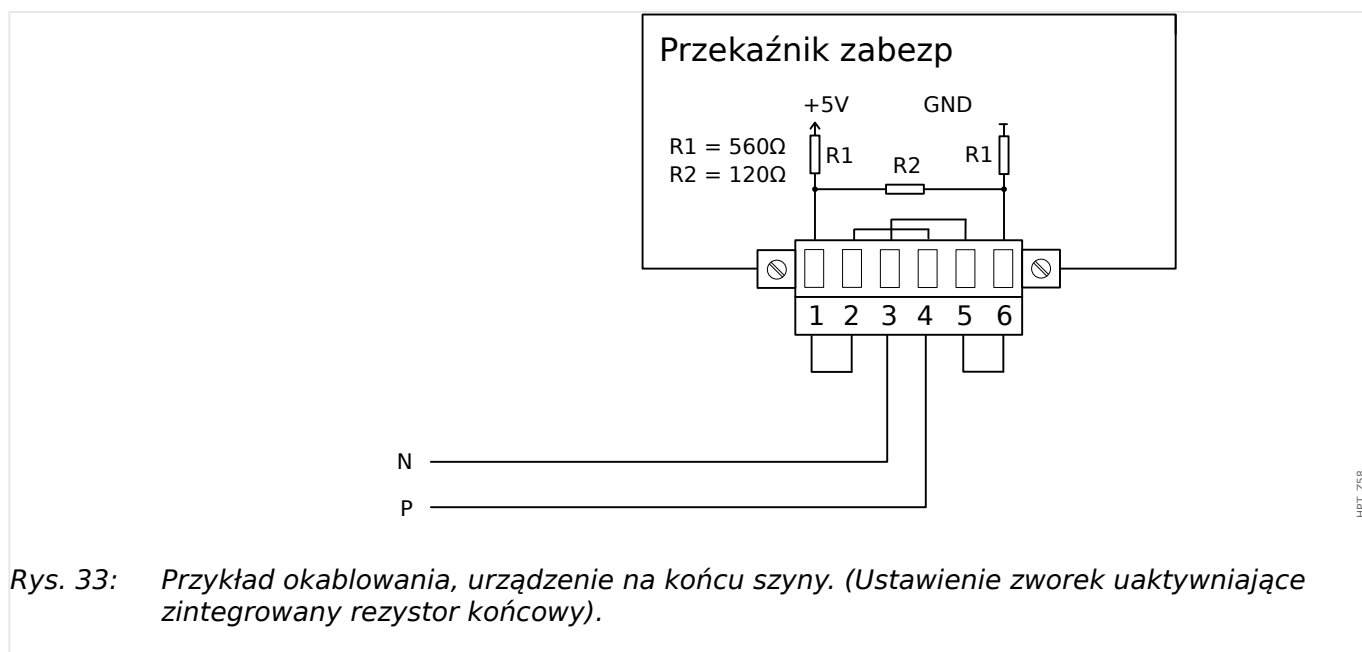 Przekaźnik zabezp
+5V GND
R1 = 560Ω
R1
R1
R2 = 120Ω
R2
1 2 3 4 5 6
N
P
HPT_Z58
Rys. 33: Przykład okablowania, urządzenie na końcu szyny. (Ustawienie zworek uaktywniające
zintegrowany rezystor końcowy).